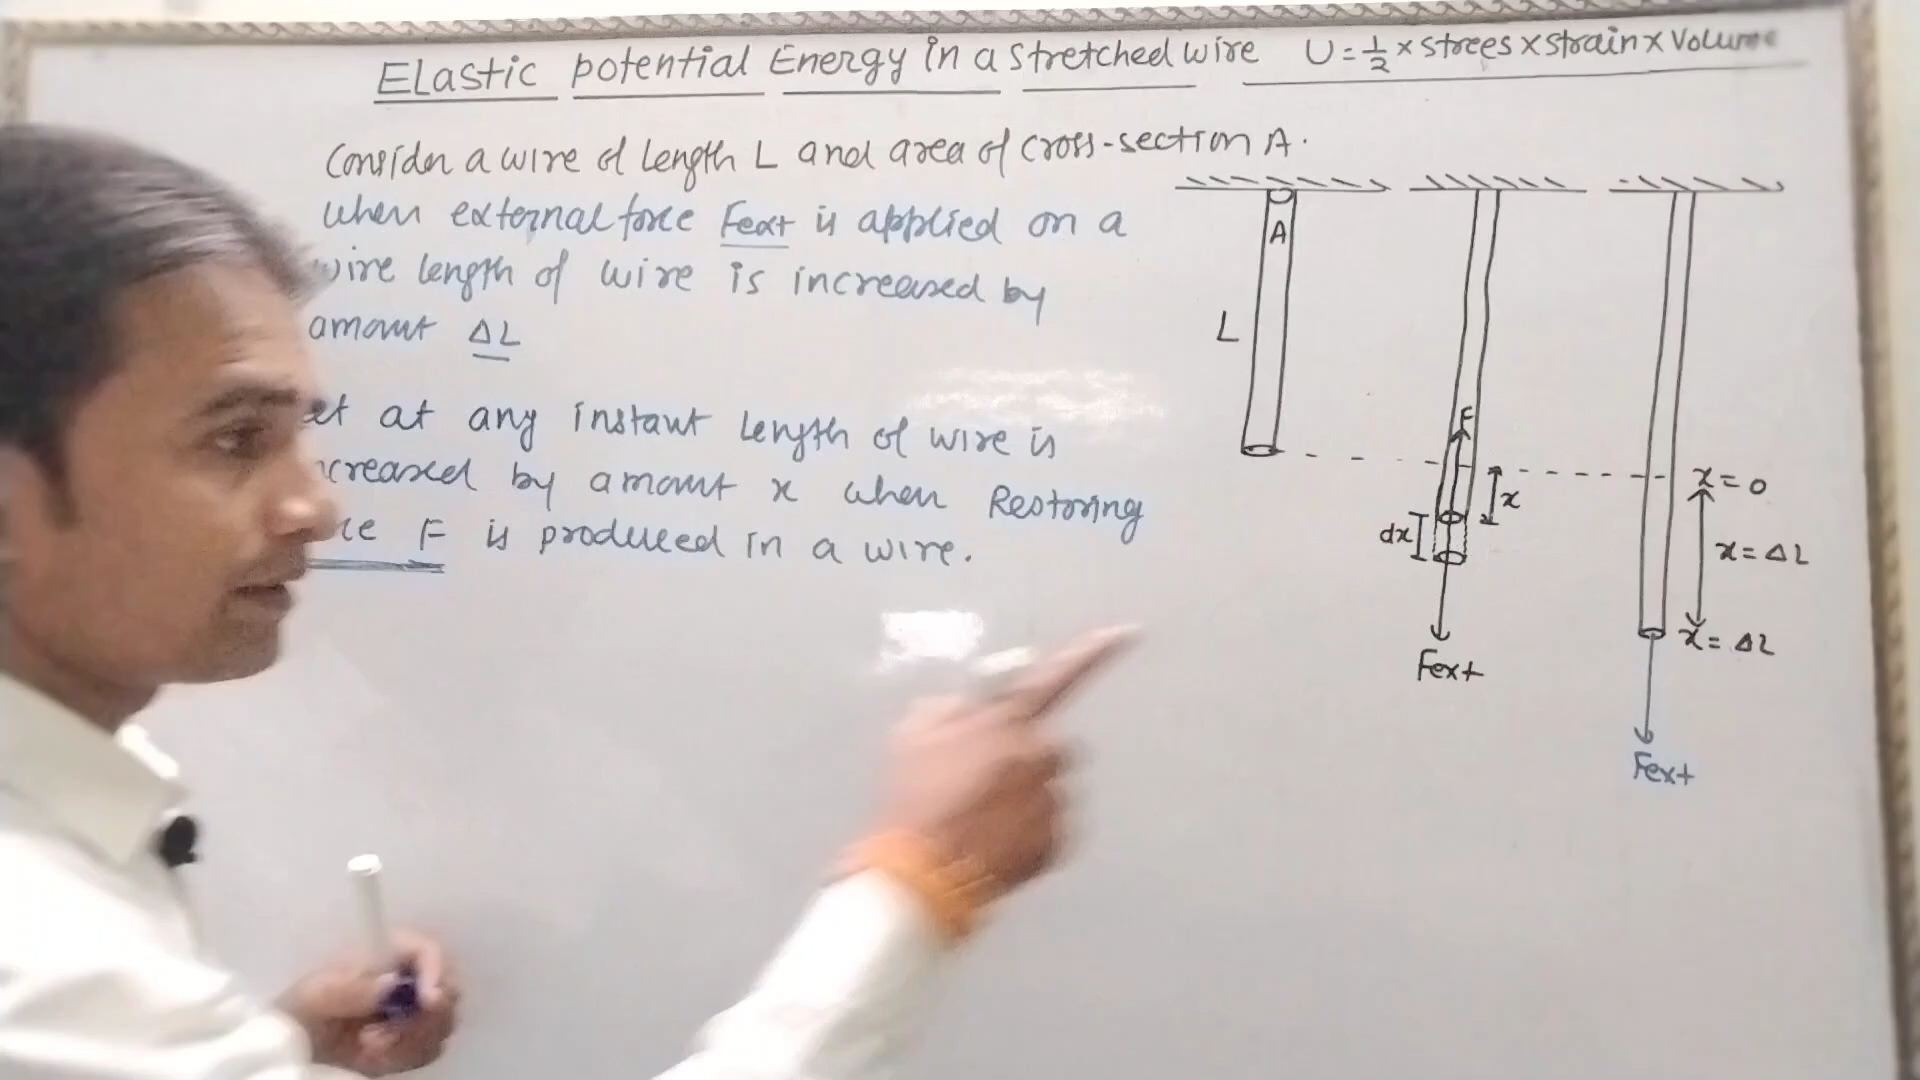 Elastic potential Energy in a stretched wire U = 1/2 × strees × strain × Volume
Consider a wire of length L and area of cross-section A.
when external force Fext is applied on a
wire length of wire is increased by
amount ΔL
et at any instant length of wire is
creased by amount x when Restoring
ce F is produced in a wire.
A
L
F
x
dx
Fext
x = 0
x = ΔL
x = ΔL
Fext